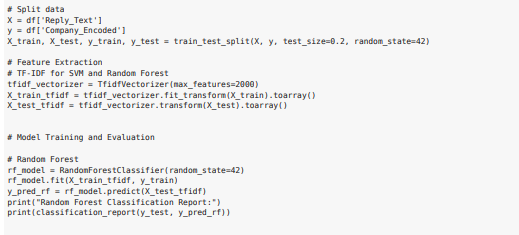 # Split data
X = df['Reply_Text']
y = df['Company_Encoded']
X_train, X_test, y_train, y_test = train_test_split(X, y, test_size=0.2, random_state=42)
# Feature Extraction
# TF-IDF for SVM and Random Forest
tfidf_vectorizer = TfidfVectorizer(max_features=2000)
X_train_tfidf = tfidf_vectorizer.fit_transform(X_train).toarray()
X_test_tfidf = tfidf_vectorizer.transform(X_test).toarray()
# Model Training and Evaluation
# Random Forest
rf_model = RandomForestClassifier(random_state=42)
rf_model.fit(X_train_tfidf, y_train)
y_pred_rf = rf_model.predict(X_test_tfidf)
print("Random Forest Classification Report:")
print(classification_report(y_test, y_pred_rf))